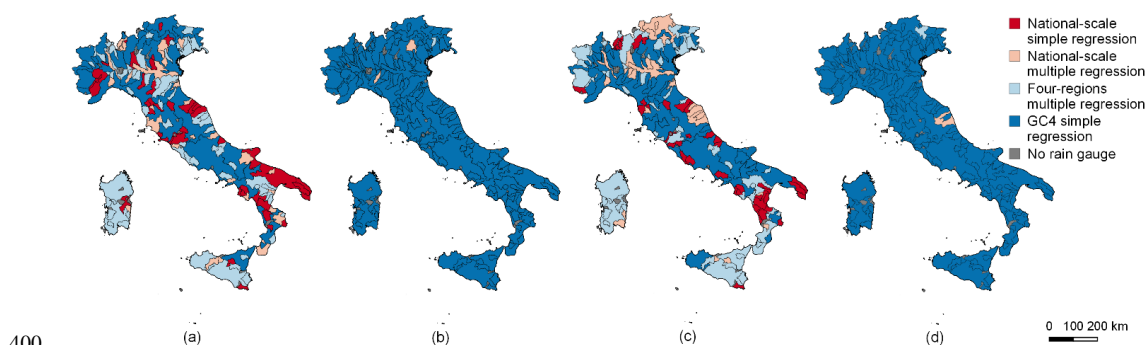 National-scale
simple regression
National-scale
multiple regression
Four-regions
multiple regression
GC4 simple
regression
No rain gauge
400
(a)
(b)
(c)
(d)
0 100 200 km